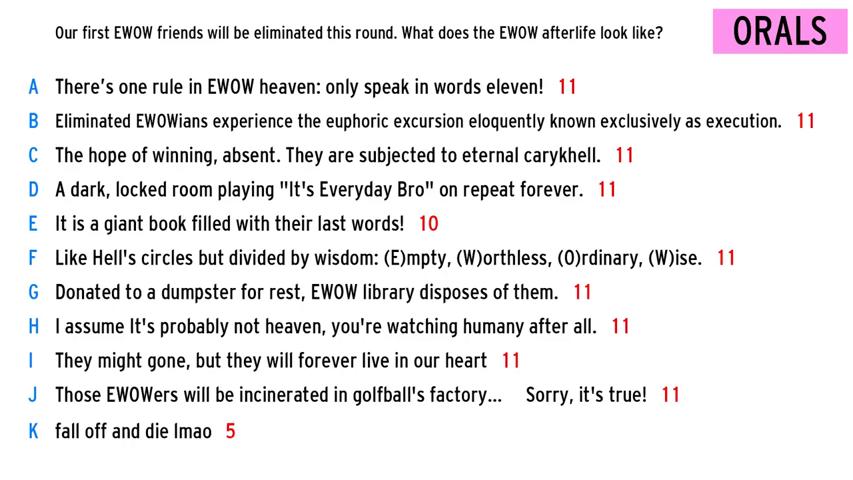 Our first EWOW friends will be eliminated this round. What does the EWOW afterlife look like?
ORALS
A There's one rule in EWOW heaven: only speak in words eleven! 11
B Eliminated EWOWians experience the euphoric excursion eloquently known exclusively as execution. 11
C The hope of winning, absent. They are subjected to eternal carykhell. 11
D A dark, locked room playing "It's Everyday Bro" on repeat forever. 11
E It is a giant book filled with their last words! 10
F Like Hell's circles but divided by wisdom: (E)mpty, (W)orthless, (O)rdinary, (W)ise. 11
G Donated to a dumpster for rest, EWOW library disposes of them. 11
H I assume It's probably not heaven, you're watching humany after all. 11
I They might gone, but they will forever live in our heart 11
J Those EWOWers will be incinerated in golfball's factory... Sorry, it's true! 11
K fall off and die lmao 5